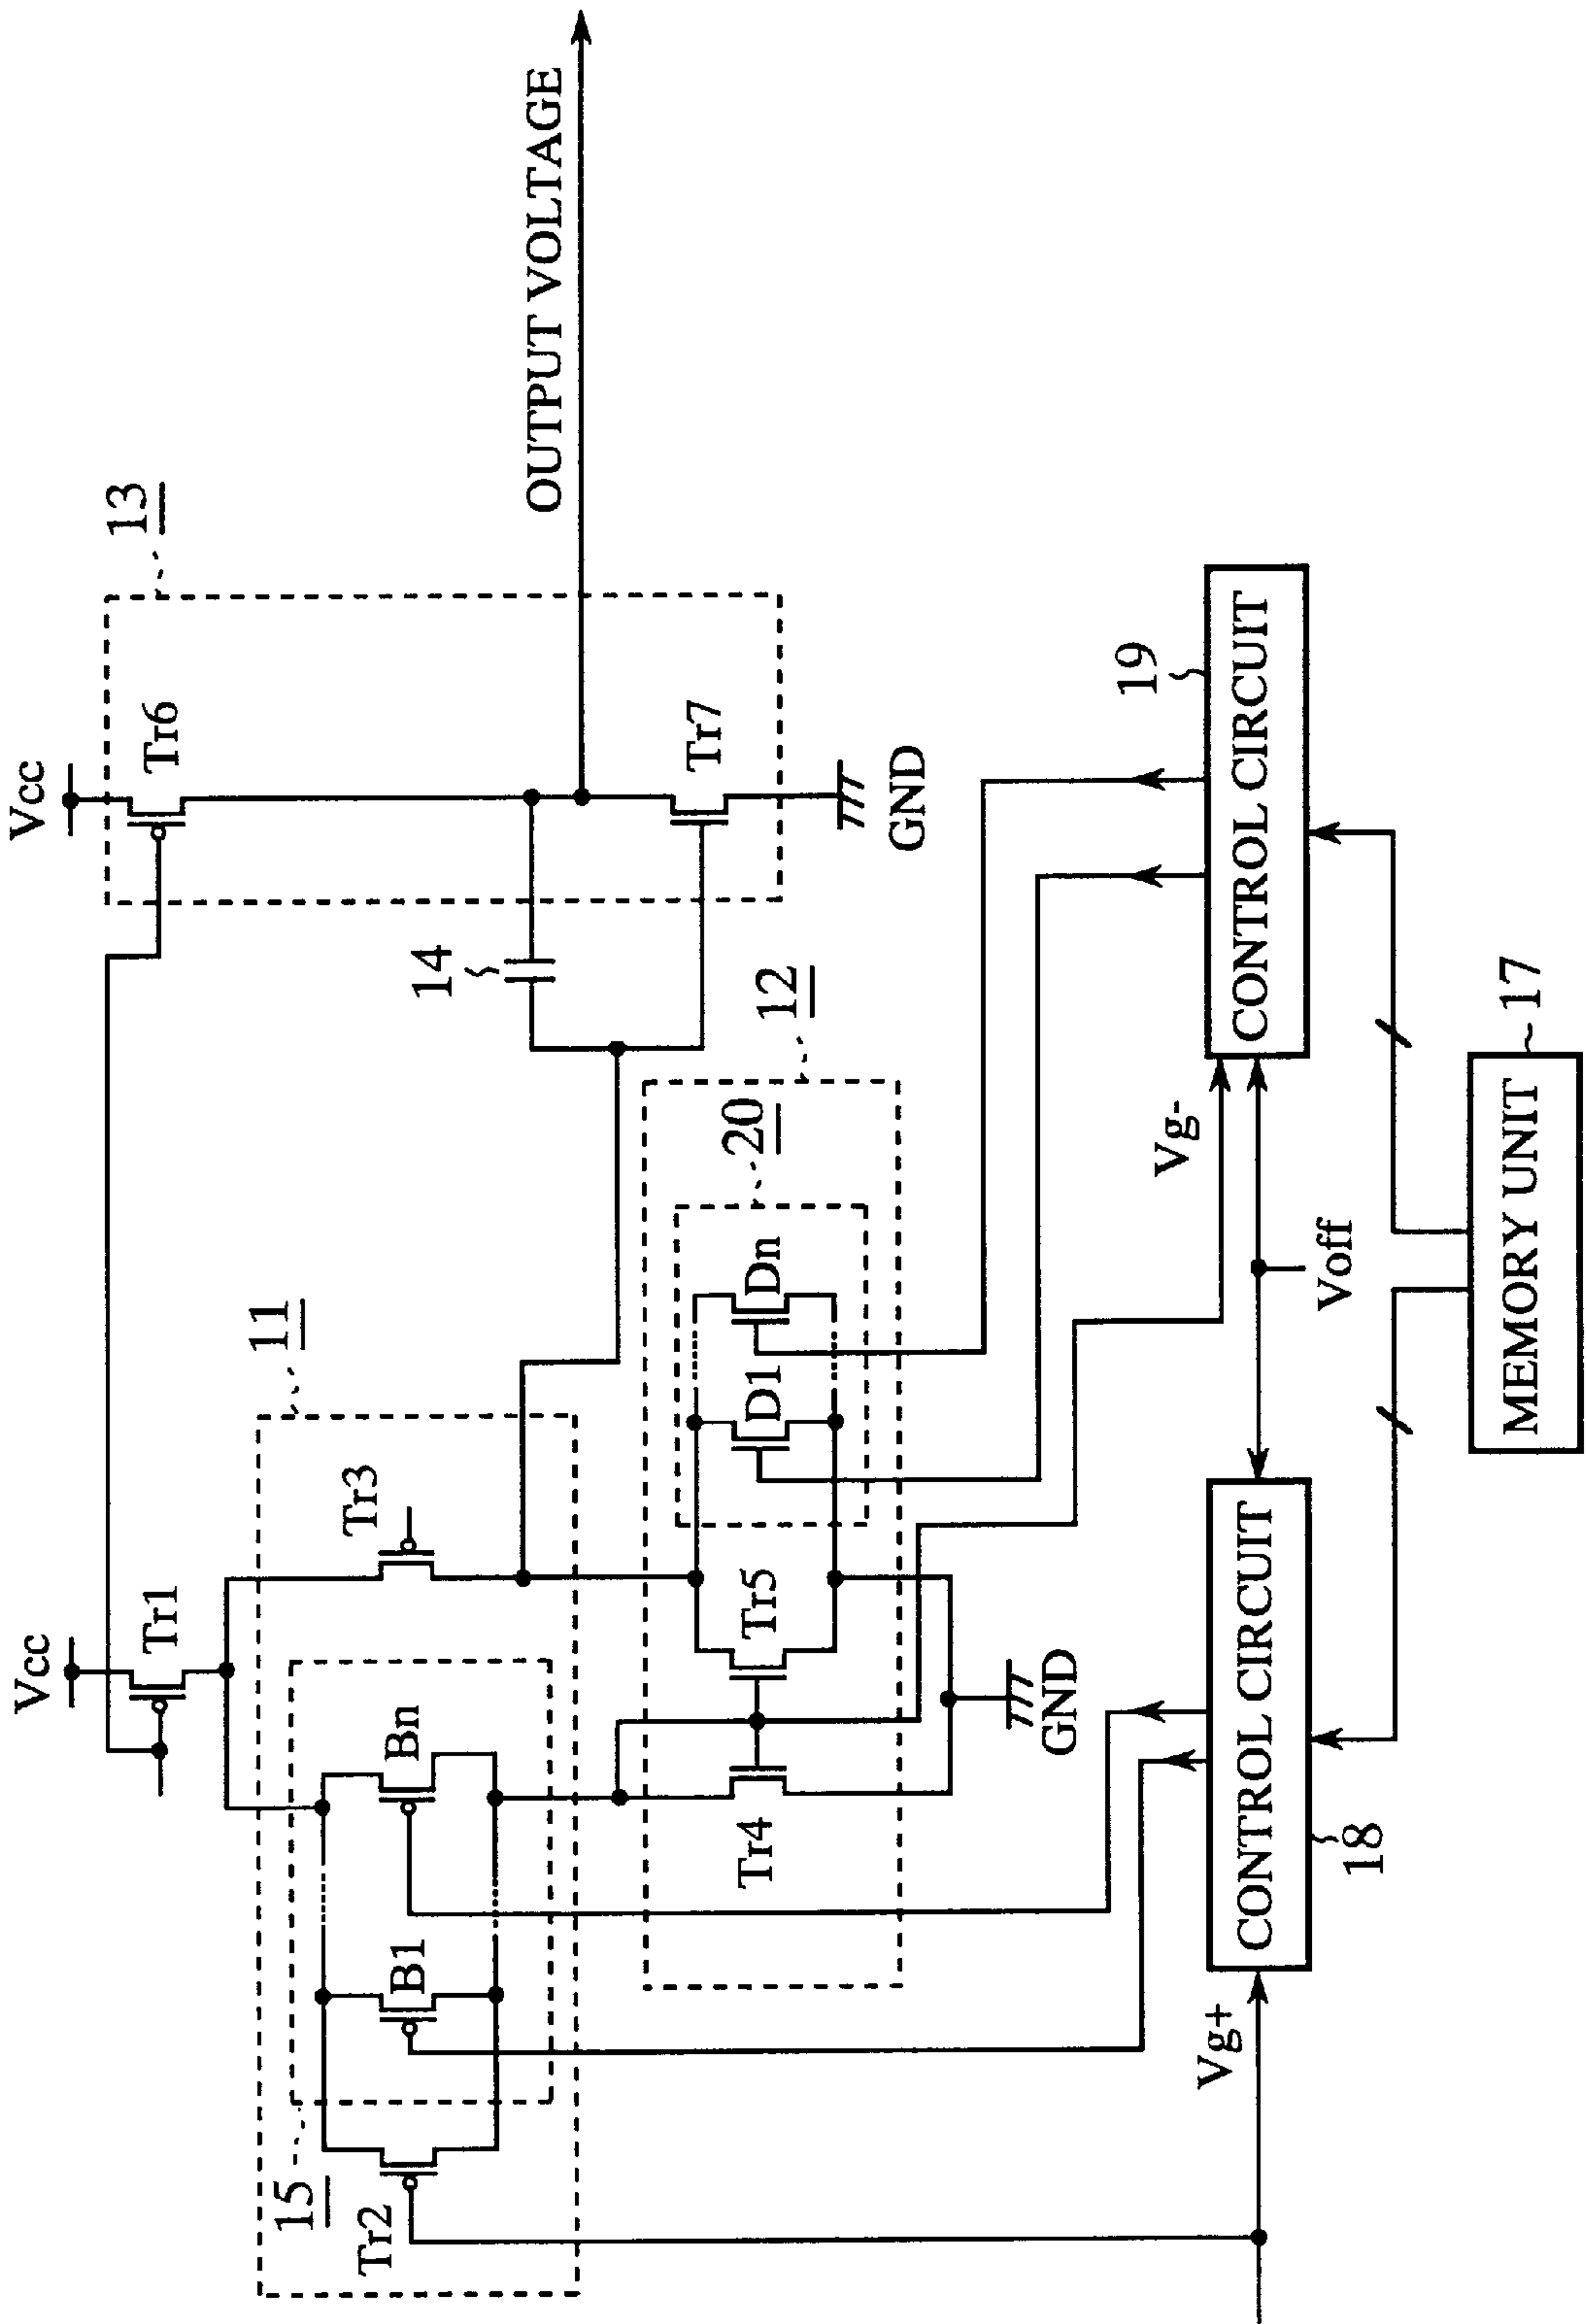 Vcc
Vcc
Tr1
Tr6
13
11
15
Tr2
B1
Bn
Tr3
14
OUTPUT VOLTAGE
Tr7
12
20
Tr4
Tr5
D1
Dn
GND
GND
Vg+
CONTROL CIRCUIT
18
Voff
Vg-
CONTROL CIRCUIT
19
MEMORY UNIT
17